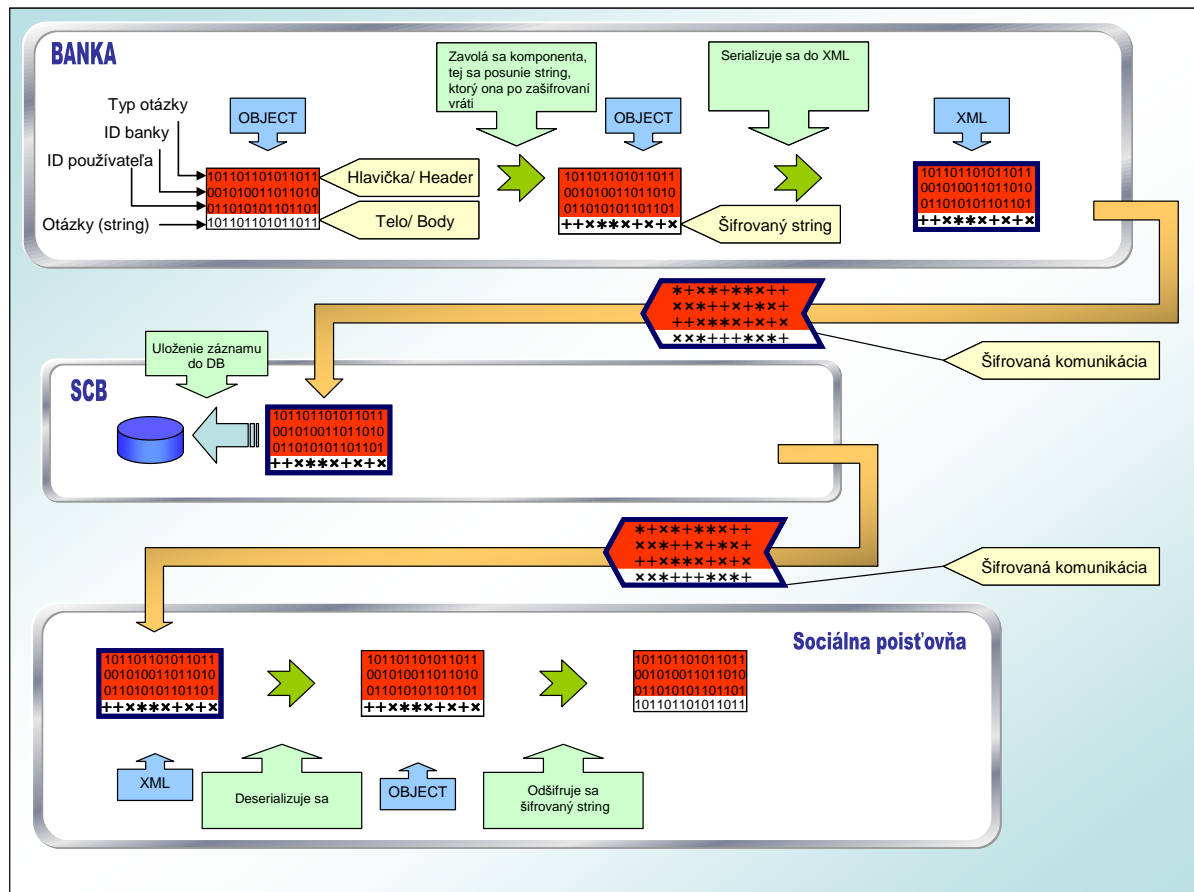 BANKA
Zavolá sa komponenta,
tej sa posunie string,
ktorý ona po zašifrovaní
vráti
Serializuje sa do XML
Typ otázky
ID banky
ID používateľa
Otázky (string)
OBJECT
OBJECT
XML
101101101011011
001010011011010
011010101101101
101101101011011
Hlavička/ Header
Telo/ Body
101101101011011
001010011011010
011010101101101
++×**×+×+×
Šifrovaný string
101101101011011
001010011011010
011010101101101
++×**×+×+×
*+×*+**×++
××*++×+*×+
++×**×+×+×
××*+++××*+
Šifrovaná komunikácia
Uloženie záznamu
do DB
SCB
101101101011011
001010011011010
011010101101101
++×**×+×+×
*+×*+**×++
××*++×+*×+
++×**×+×+×
××*+++××*+
Šifrovaná komunikácia
Sociálna poisťovňa
101101101011011
001010011011010
011010101101101
++×**×+×+×
101101101011011
001010011011010
011010101101101
++×**×+×+×
101101101011011
001010011011010
011010101101101
101101101011011
XML
Deserializuje sa
OBJECT
Odšifruje sa
šifrovaný string